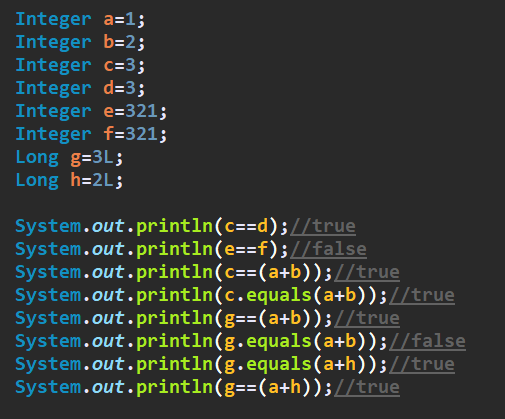 Integer a=1;
Integer b=2;
Integer c=3;
Integer d=3;
Integer e=321;
Integer f=321;
Long g=3L;
Long h=2L;
System.out.println(c==d);//true
System.out.println(e==f);//false
System.out.println(c==(a+b));//true
System.out.println(c.equals(a+b));//true
System.out.println(g==(a+b));//true
System.out.println(g.equals(a+b));//false
System.out.println(g.equals(a+h));//true
System.out.println(g==(a+h));//true